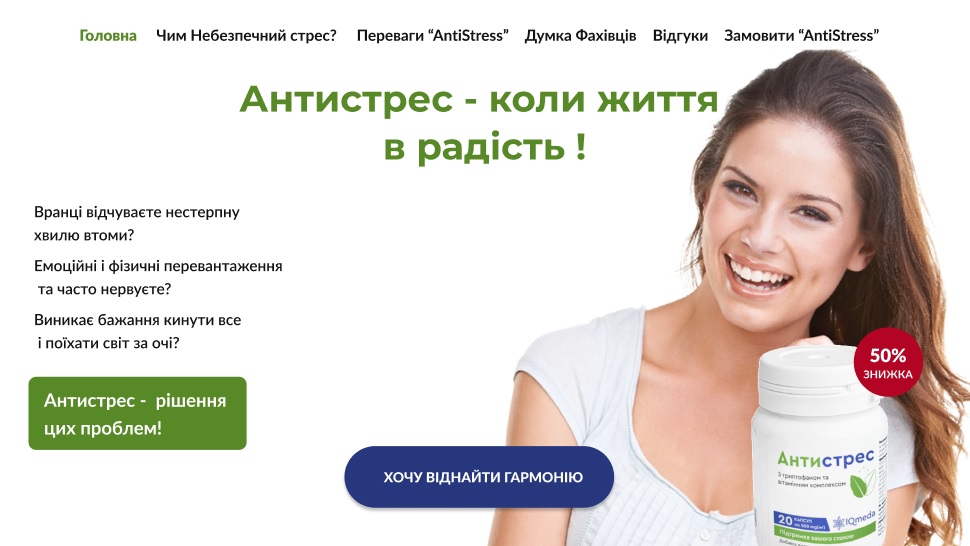 Головна Чим Небезпечний стрес? Переваги “AntiStress” Думка Фахівців Відгуки Замовити “AntiStress”
Антистрес - коли життя
в радість !
Вранці відчуваєте нестерпну
хвилю втоми?
Емоційні і фізичні перевантаження
та часто нервуєте?
Виникає бажання кинути все
і поїхати світ за очі?
Антистрес - рішення
цих проблем!
ХОЧУ ВІДНАЙТИ ГАРМОНІЮ
50%
ЗНИЖКА
Антистрес
З триптофаном та
вітамінним комплексом
20 КАПСУЛ
по 550 mg(мг)
IQmeda
Підтримка вашого спокою